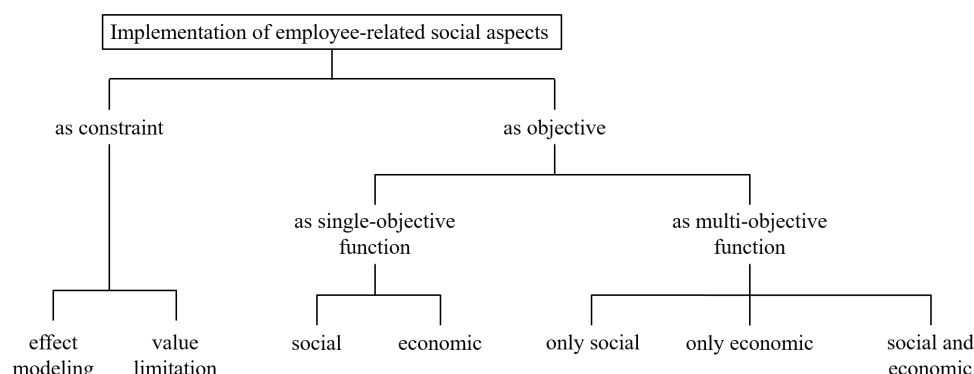 Implementation of employee-related social aspects
as constraint
as objective
as single-objective
function
as multi-objective
function
effect
modeling
value
limitation
social
economic
only social
only economic
social and
economic